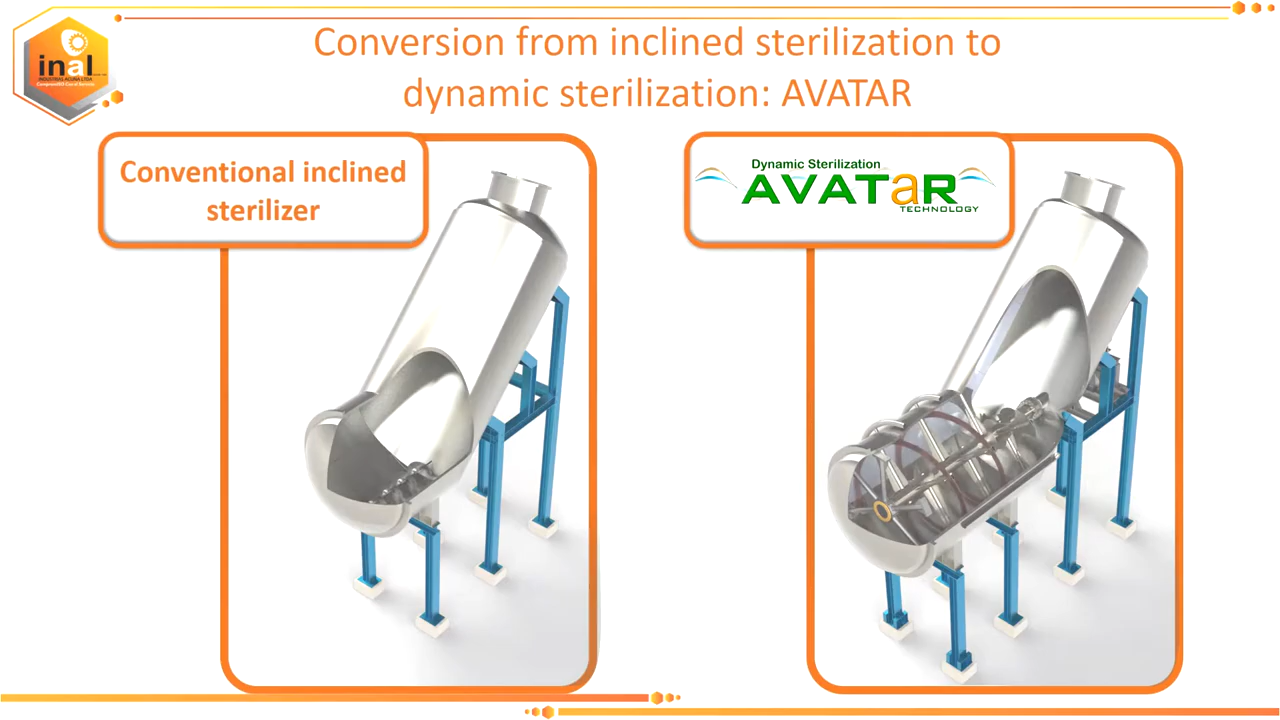 Conversion from inclined sterilization to
dynamic sterilization: AVATAR
inal
INDUSTRIAS ACUÑA LTDA
Conventional inclined
sterilizer
Dynamic Sterilization
AVATaR
TECHNOLOGY